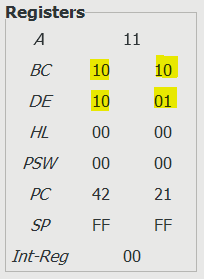 Registers
A 11
BC 10 10
DE 10 01
HL 00 00
PSW 00 00
PC 42 21
SP FF FF
Int-Reg 00